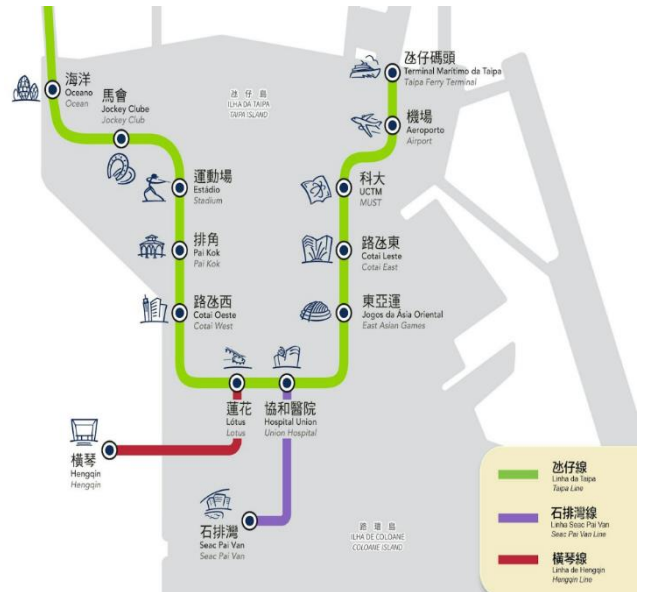 海洋
Oceano
Ocean
馬會
Jockey Clube
Jockey Club
運動場
Estádio
Stadium
排角
Pai Kok
Pai Kok
路氹西
Cotai Oeste
Cotai West
蓮花
Lótus
Lotus
協和醫院
Hospital Union
Union Hospital
東亞運
Jogos da Ásia Oriental
East Asian Games
路氹東
Cotai Leste
Cotai East
科大
UCTM
MUST
機場
Aeroporto
Airport
氹仔碼頭
Terminal Marítimo da Taipa
Taipa Ferry Terminal
氹仔島
ILHA DA TAIPA
TAIPA ISLAND
橫琴
Hengqin
Hengqin
石排灣
Seac Pai Van
Seac Pai Van
路環島
ILHA DE COLOANE
COLOANE ISLAND
氹仔線
Linha da Taipa
Taipa Line
石排灣線
Linha Seac Pai Van
Seac Pai Van Line
橫琴線
Linha de Hengqin
Hengqin Line